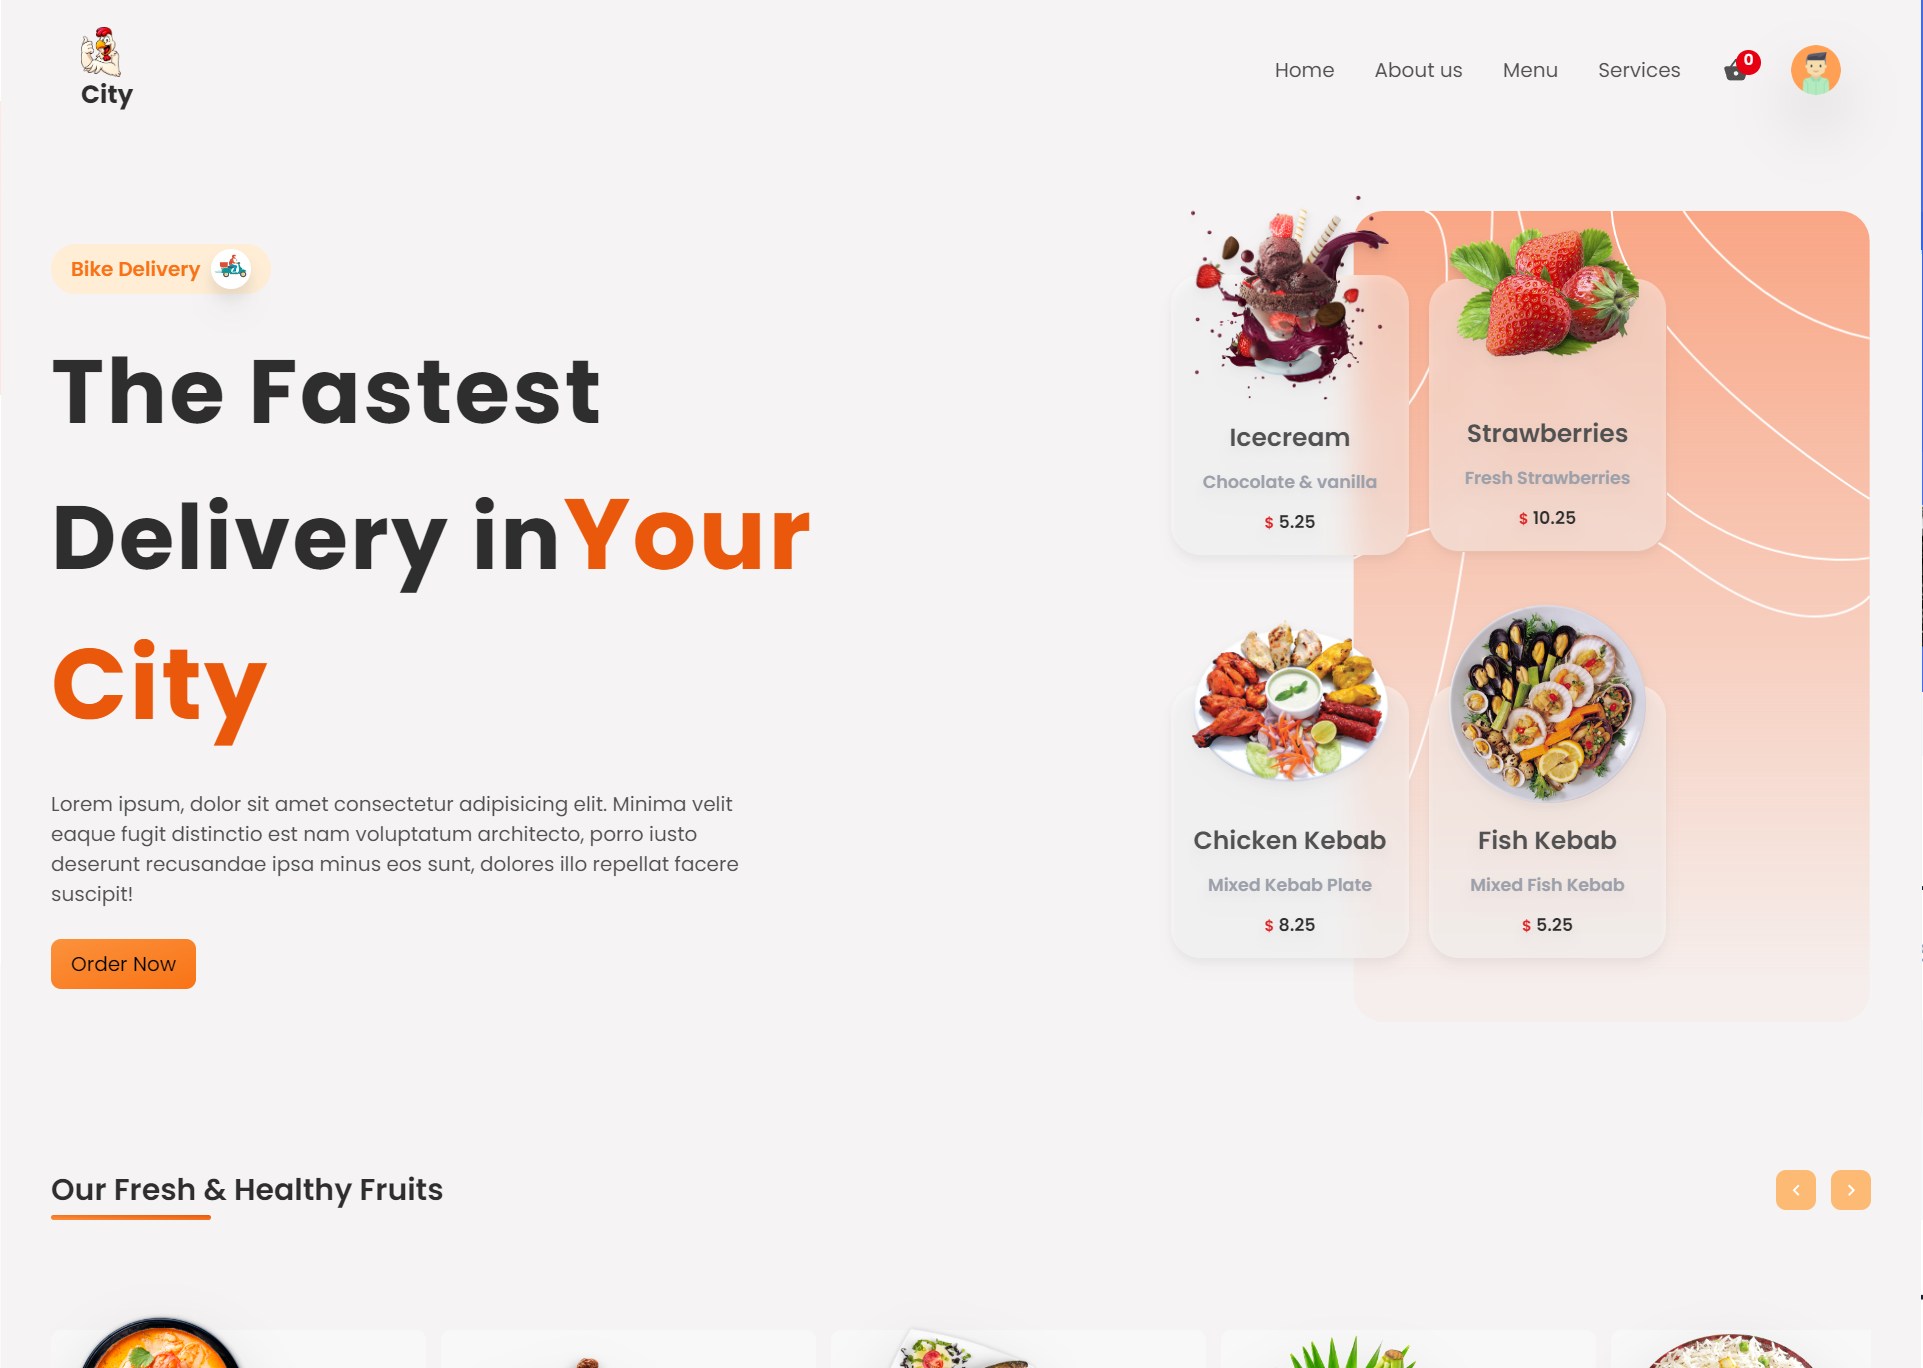 City
Home About us Menu Services 0
Bike Delivery
The Fastest
Delivery inYour
City
Lorem ipsum, dolor sit amet consectetur adipisicing elit. Minima velit
eaque fugit distinctio est nam voluptatum architecto, porro iusto
deserunt recusandae ipsa minus eos sunt, dolores illo repellat facere
suscipit!
Order Now
Icecream
Chocolate & vanilla
$ 5.25
Strawberries
Fresh Strawberries
$ 10.25
Chicken Kebab
Mixed Kebab Plate
$ 8.25
Fish Kebab
Mixed Fish Kebab
$ 5.25
Our Fresh & Healthy Fruits